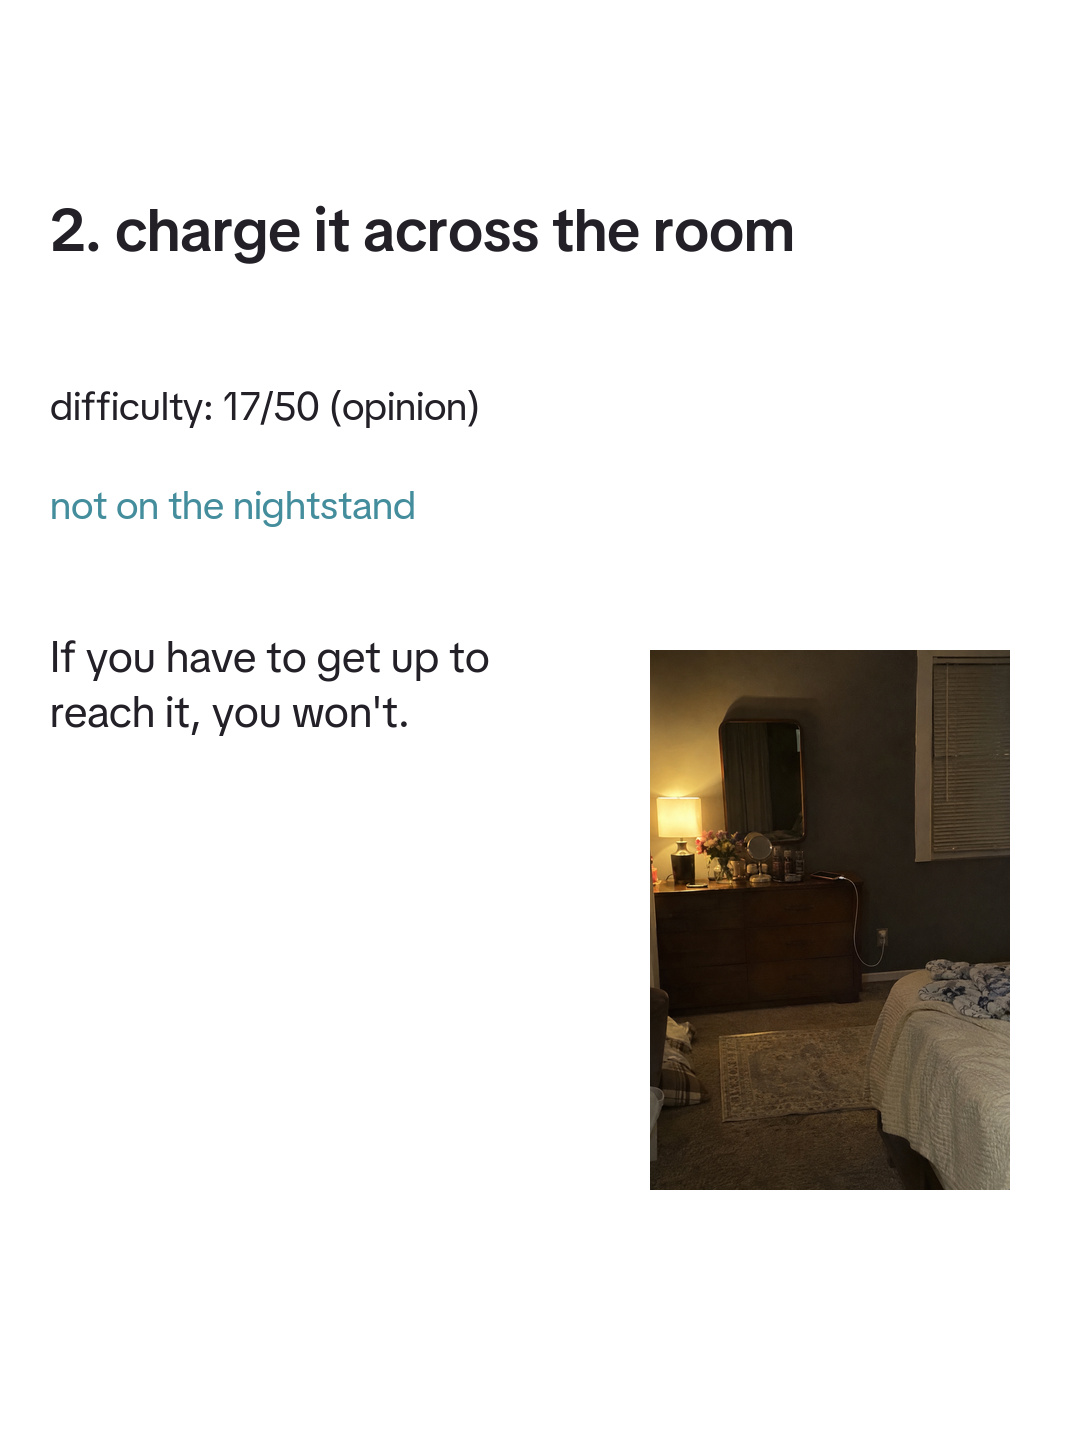 2. charge it across the room
difficulty: 17/50 (opinion)
not on the nightstand
If you have to get up to
reach it, you won't.